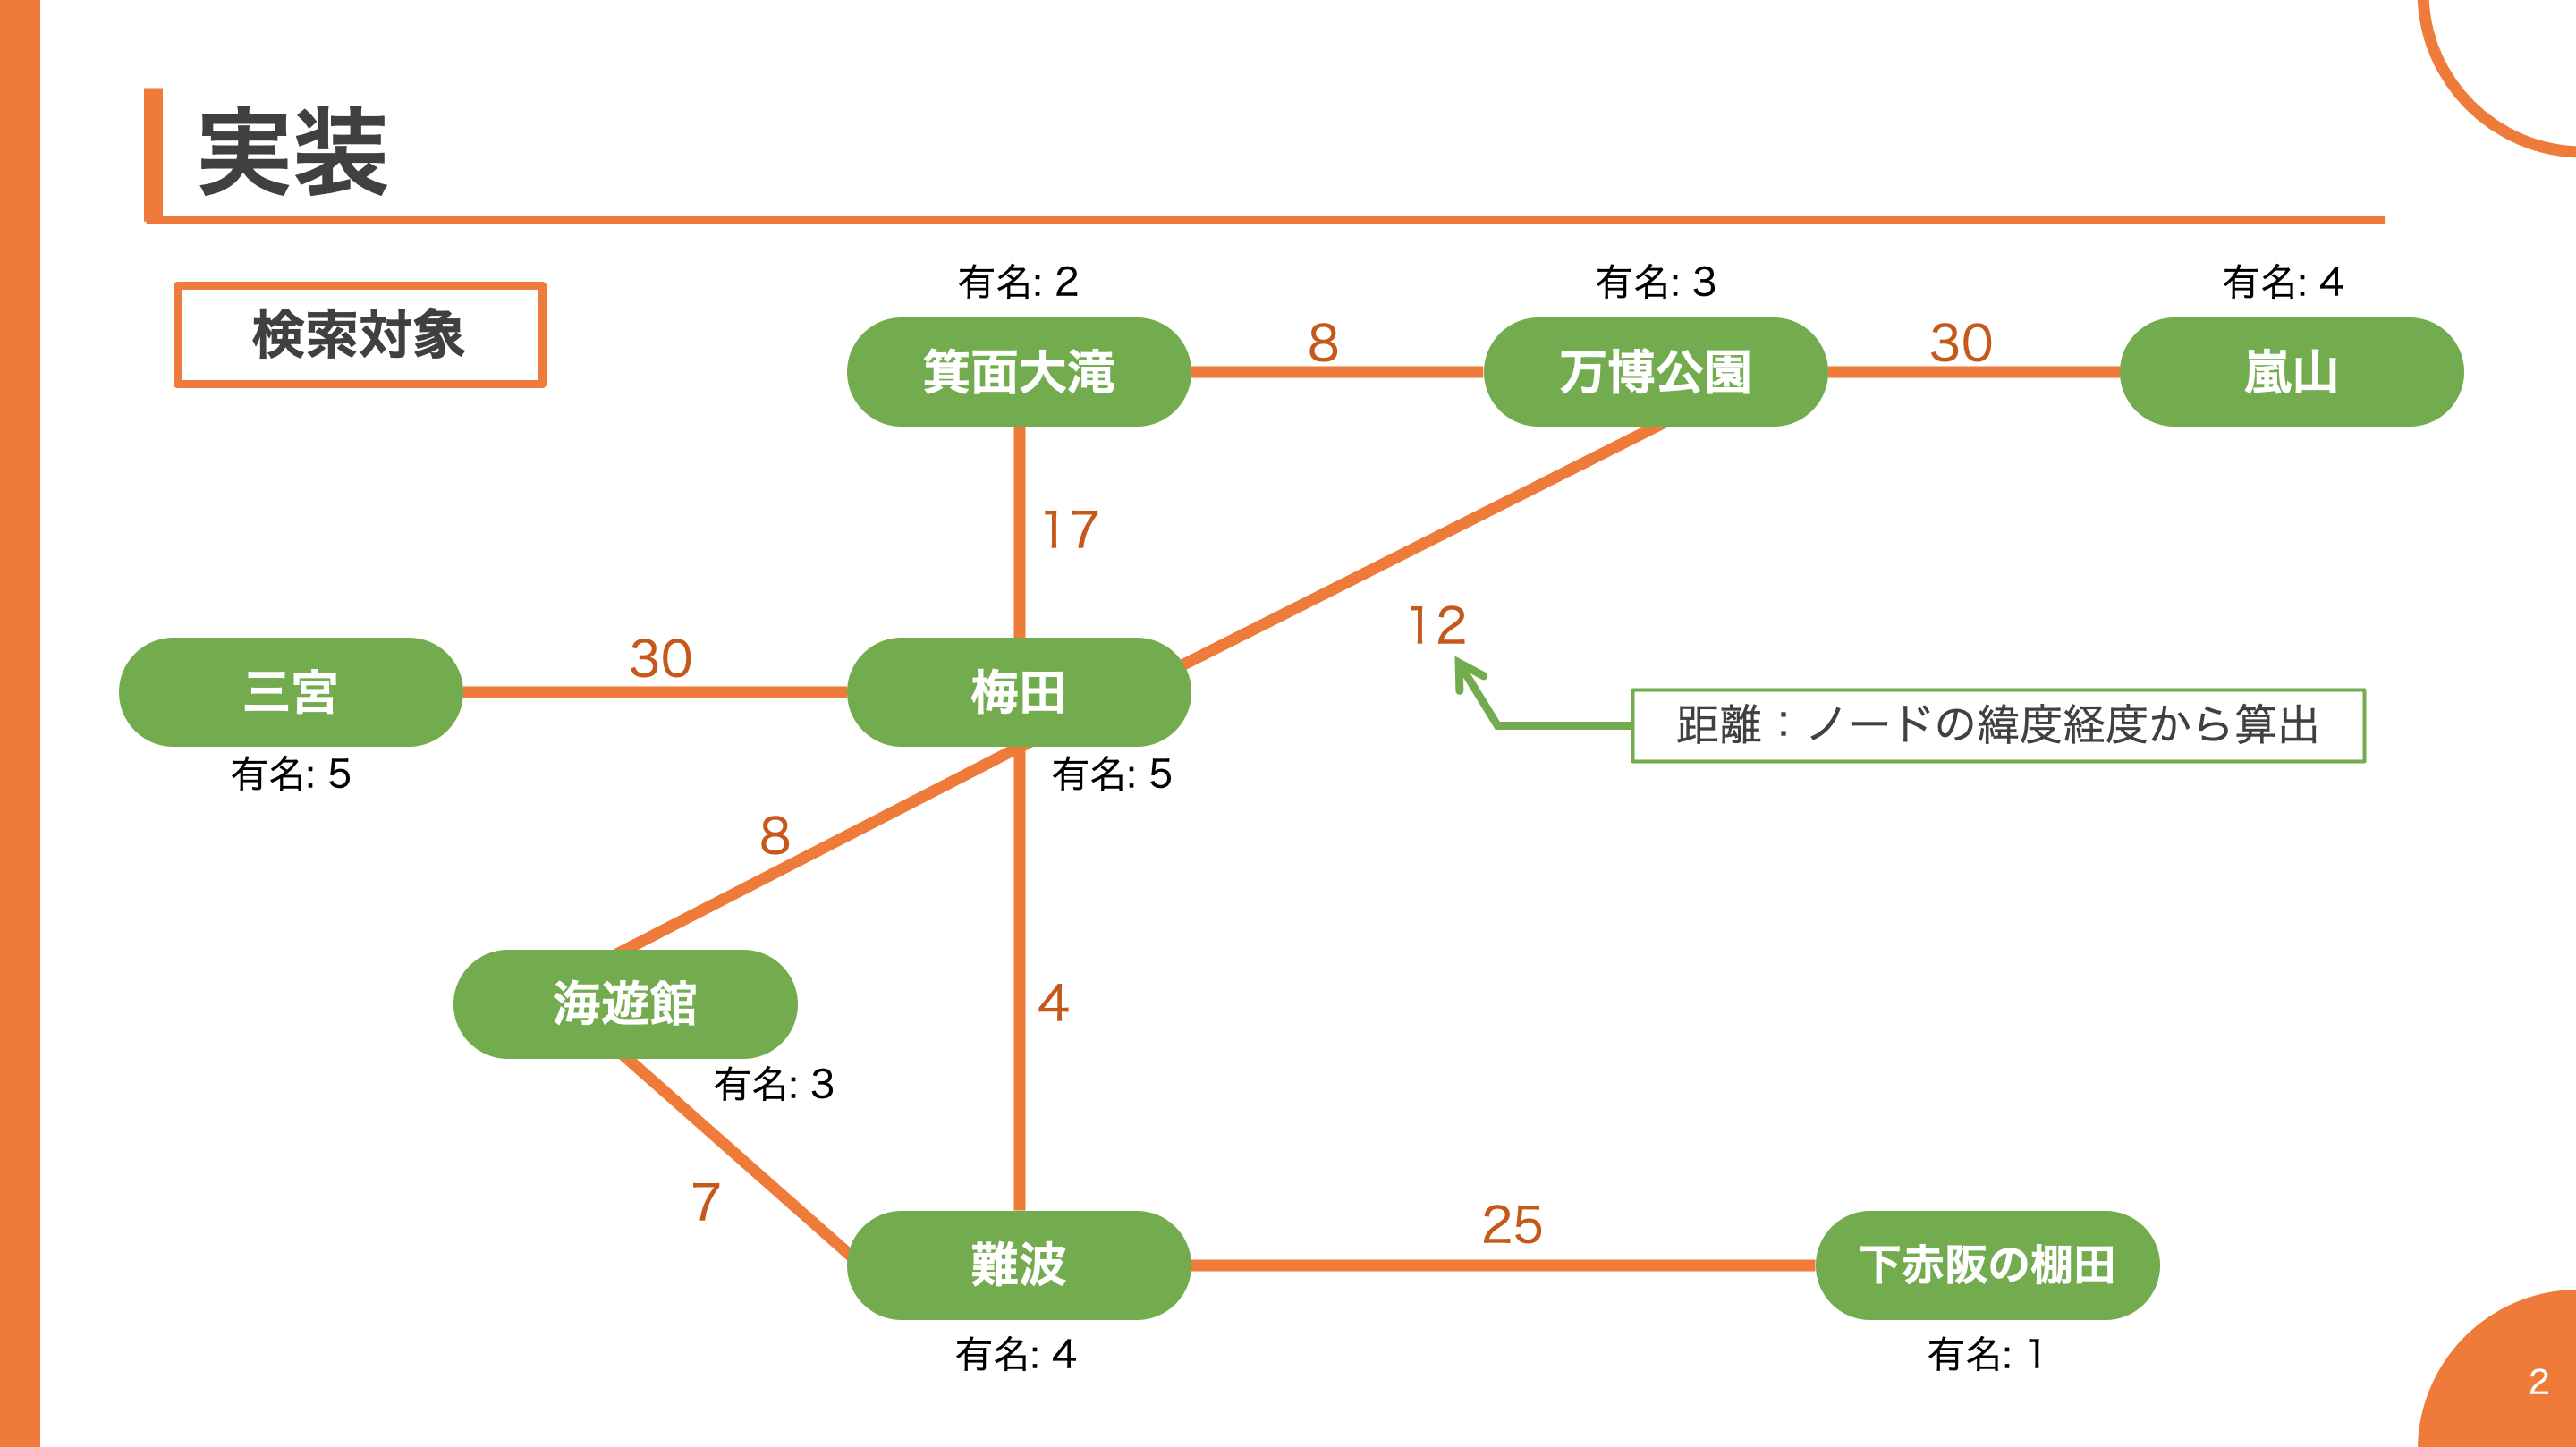 実装
検索対象
有名: 2
有名: 3
有名: 4
箕面大滝
8
万博公園
30
嵐山
17
12
三宮
30
梅田
距離：ノードの緯度経度から算出
有名: 5
有名: 5
8
海遊館
4
有名: 3
7
25
難波
下赤阪の棚田
有名: 4
有名: 1
2